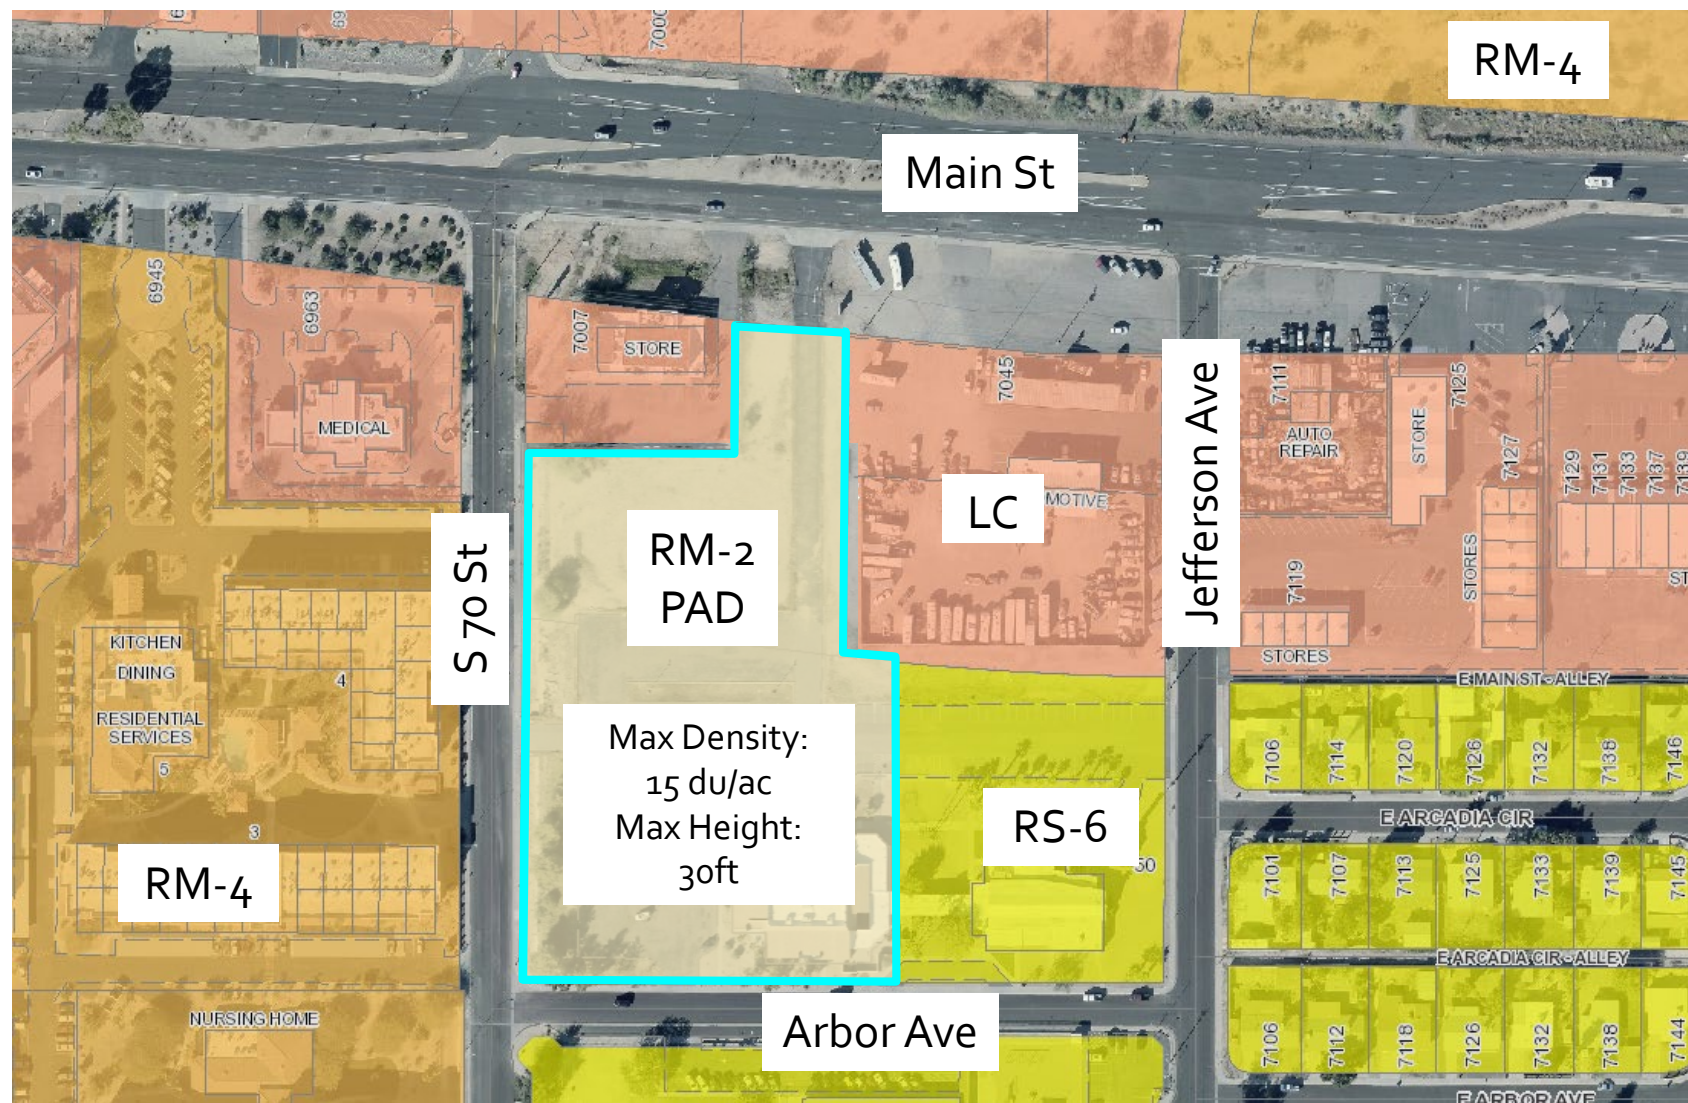 7000
RM-4
Main St
6945
6963
7007
STORE
7045
7111
7125
MEDICAL
AUTO
REPAIR
STORE
7127
7129
7131
7133
7137
7139
LC
MOTIVE
S 70 St
RM-2
PAD
Jefferson Ave
7119
STORES
STORES
ST
KITCHEN
DINING
4
RESIDENTIAL
SERVICES
5
E MAIN ST - ALLEY
Max Density:
15 du/ac
Max Height:
30ft
7106
7114
7120
7126
7132
7138
7146
3
RS-6
E ARCADIA CIR
RM-4
50
7101
7107
7113
7125
7133
7139
7145
E ARCADIA CIR - ALLEY
NURSING HOME
Arbor Ave
7106
7112
7118
7126
7132
7138
7144
E ARBOR AVE